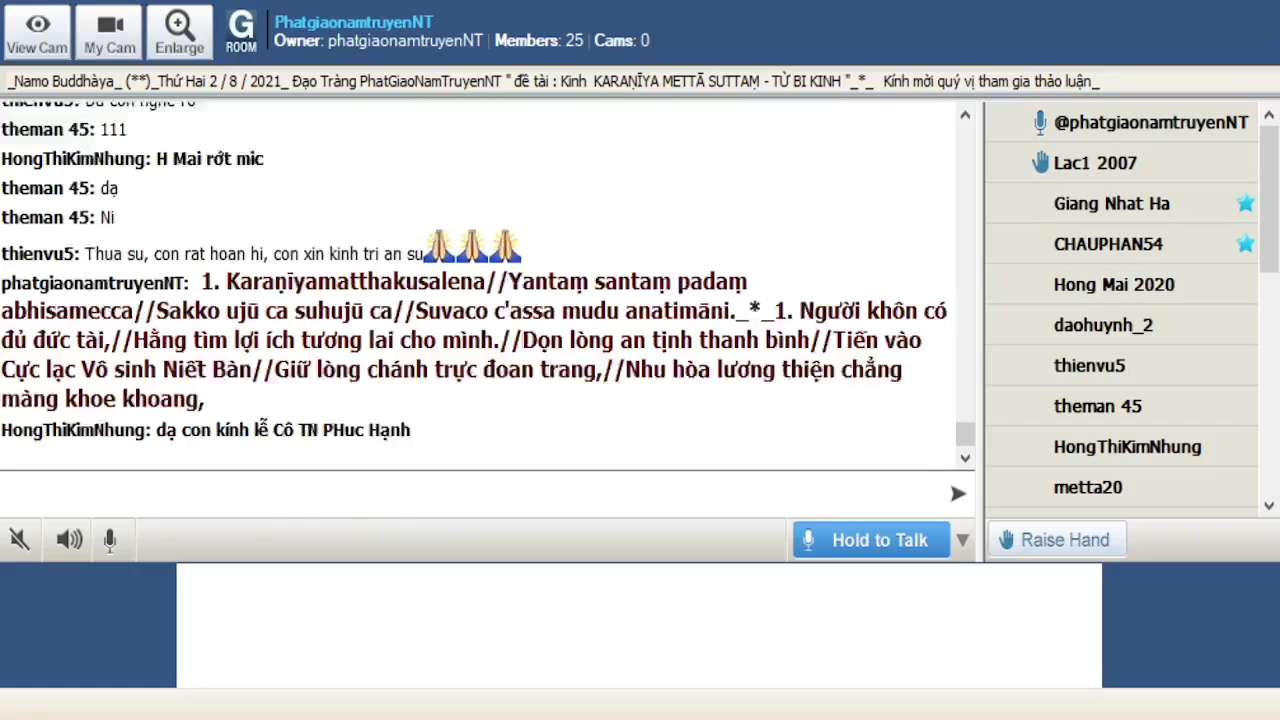 View Cam
My Cam
Enlarge
G
ROOM
PhatgiaonamtruyenNT
Owner: phatgiaonamtruyenNT | Members: 25 | Cams: 0
_Namo Buddhàya_ (**)_Thứ Hai 2 / 8 / 2021_ Đạo Tràng PhatGiaoNamTruyenNT " đề tài : Kinh KARAṆĪYA METTĀ SUTTAṂ - TỪ BI KINH "_*_ Kính mời quý vị tham gia thảo luận_
theman 45: 111
HongThiKimNhung: H Mai rớt mic
theman 45: dạ
theman 45: Ni
thienvu5: Thua su, con rat hoan hi, con xin kinh tri an su
phatgiaonamtruyenNT: 1. Karaṇīyamatthakusalena//Yantaṃ santaṃ padaṃ
abhisamecca//Sakko ujū ca suhujū ca//Suvaco c'assa mudu anatimāni._*_1. Người khôn có
đủ đức tài,//Hằng tìm lợi ích tương lai cho mình.//Dọn lòng an tịnh thanh bình//Tiến vào
Cực lạc Vô sinh Niết Bàn//Giữ lòng chánh trực đoan trang,//Nhu hòa lương thiện chẳng
màng khoe khoang,
HongThiKimNhung: dạ con kính lễ Cô TN PHuc Hạnh
@phatgiaonamtruyenNT
Lac1 2007
Giang Nhat Ha
CHAUPHAN54
Hong Mai 2020
daohuynh_2
thienvu5
theman 45
HongThiKimNhung
metta20
Hold to Talk
Raise Hand